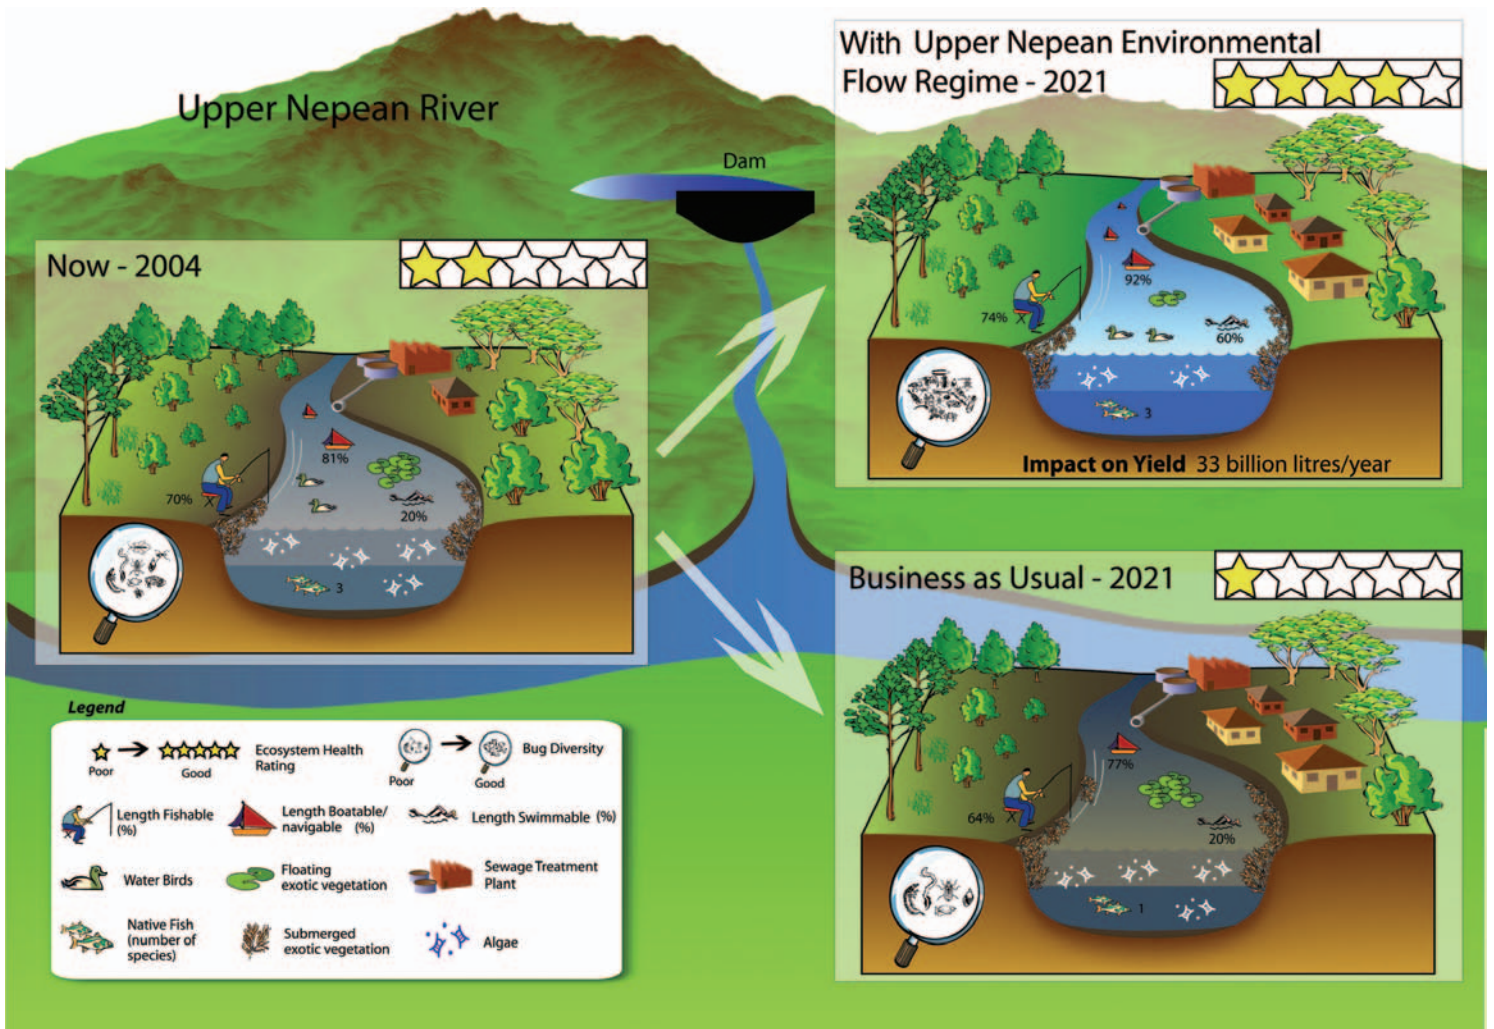 Upper Nepean River
Dam
With Upper Nepean Environmental
Flow Regime - 2021
92%
74%
60%
3
Impact on Yield 33 billion litres/year
Now - 2004
81%
70%
20%
3
Business as Usual - 2021
77%
64%
20%
1
Legend
Poor
Good
Ecosystem Health
Rating
Poor
Good
Bug Diversity
Length Fishable
(%)
Length Boatable/
navigable (%)
Length Swimmable (%)
Water Birds
Floating
exotic vegetation
Sewage Treatment
Plant
Native Fish
(number of
species)
Submerged
exotic vegetation
Algae